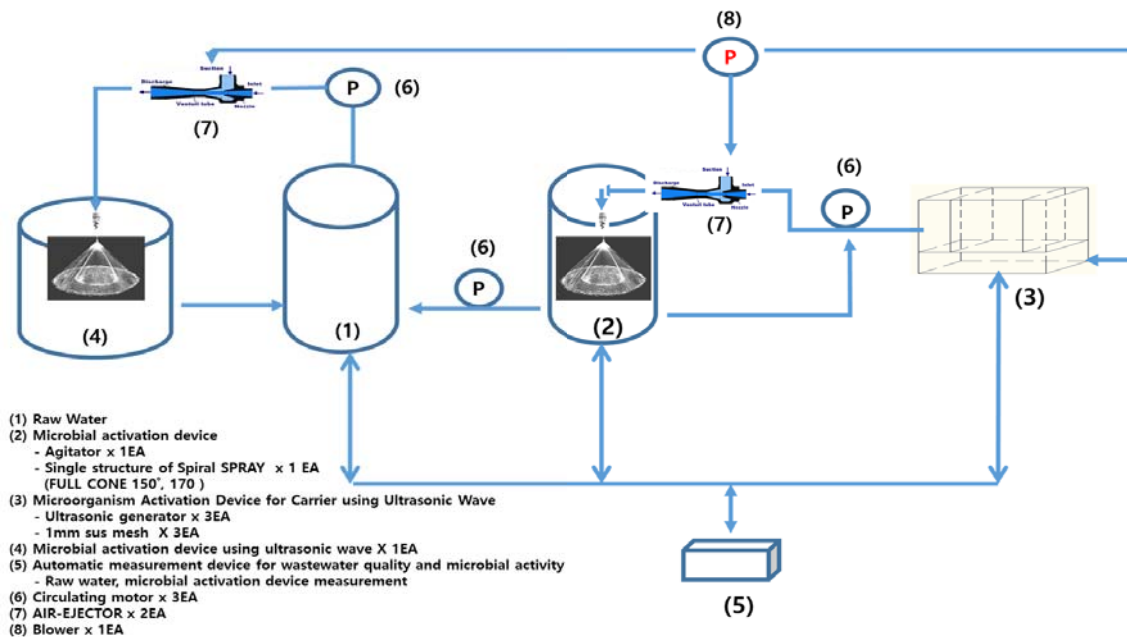 (8)
P
Suction
Discharge
Inlet
Venturi tube
Nozzle
(7)
P
(6)
Suction
Discharge
Inlet
Venturi tube
Nozzle
(7)
(6)
P
(6)
P
(4)
(1)
(2)
(3)
(5)
(1) Raw Water
(2) Microbial activation device
- Agitator x 1EA
- Single structure of Spiral SPRAY x 1 EA
(FULL CONE 150˚, 170 )
(3) Microorganism Activation Device for Carrier using Ultrasonic Wave
- Ultrasonic generator x 3EA
- 1mm sus mesh X 3EA
(4) Microbial activation device using ultrasonic wave X 1EA
(5) Automatic measurement device for wastewater quality and microbial activity
- Raw water, microbial activation device measurement
(6) Circulating motor x 3EA
(7) AIR-EJECTOR x 2EA
(8) Blower x 1EA